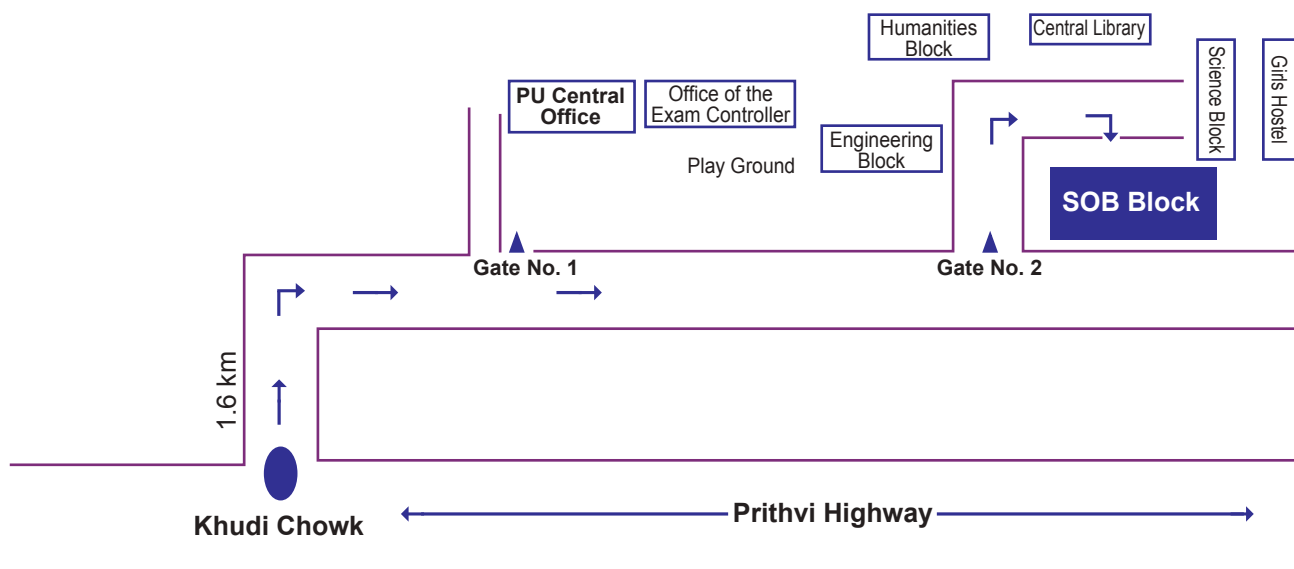 Humanities
Block
Central Library
Science Block
Girls Hostel
PU Central
Office
Office of the
Exam Controller
Engineering
Block
Play Ground
SOB Block
Gate No. 1
Gate No. 2
1.6 km
Khudi Chowk
Prithvi Highway